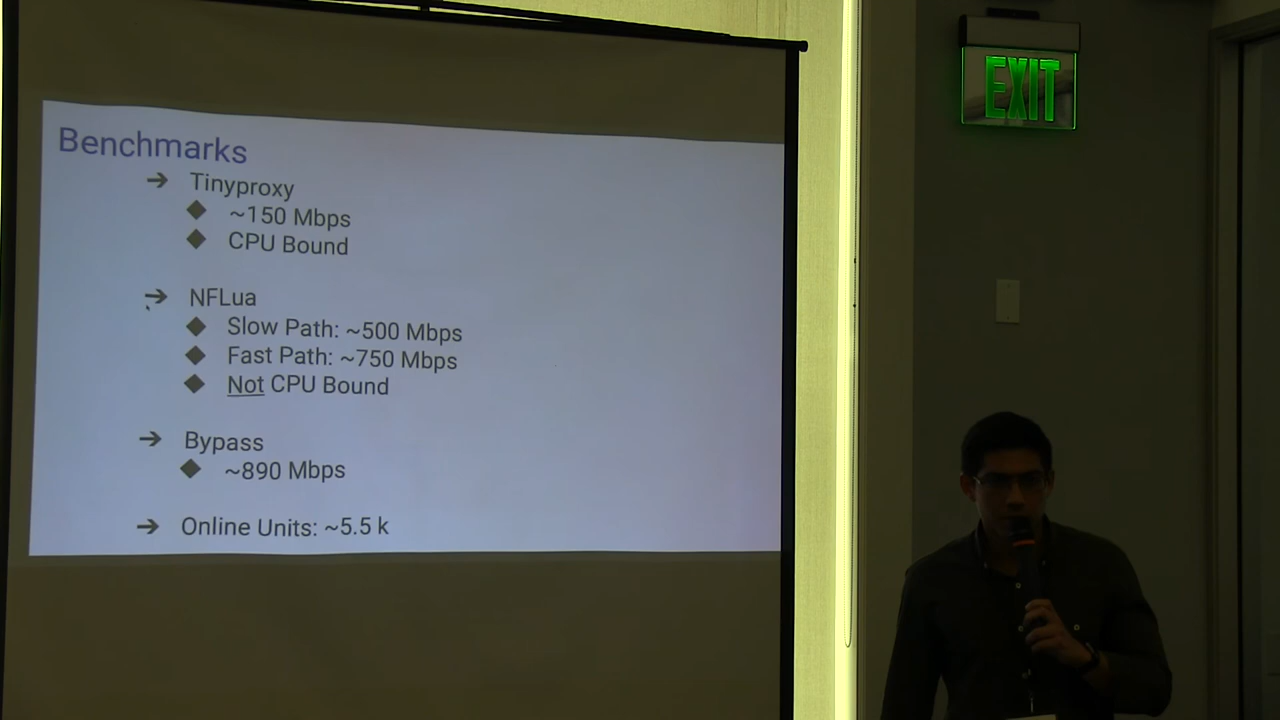 Benchmarks
➔ Tinyproxy
◆ ~150 Mbps
◆ CPU Bound
➔ NFLua
◆ Slow Path: ~500 Mbps
◆ Fast Path: ~750 Mbps
◆ Not CPU Bound
➔ Bypass
◆ ~890 Mbps
➔ Online Units: ~5.5 k
EXIT